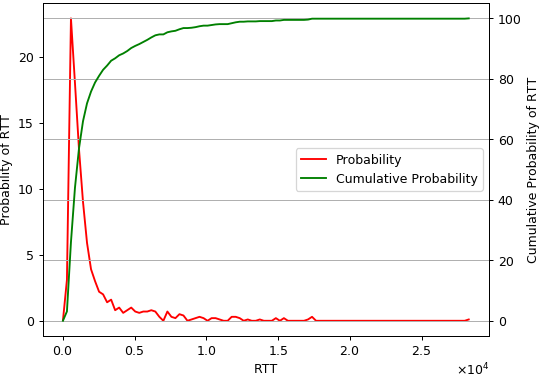 Probability of RTT
20
15
10
5
0
100
80
60
40
20
0
Cumulative Probability of RTT
Probability
Cumulative Probability
0.0 0.5 1.0 1.5 2.0 2.5
RTT
×10⁴